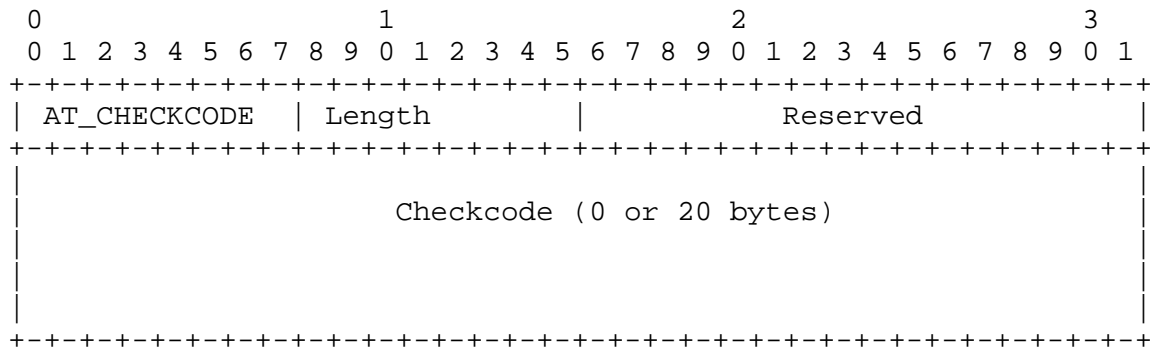 0                   1                   2                   3
 0 1 2 3 4 5 6 7 8 9 0 1 2 3 4 5 6 7 8 9 0 1 2 3 4 5 6 7 8 9 0 1
+-+-+-+-+-+-+-+-+-+-+-+-+-+-+-+-+-+-+-+-+-+-+-+-+-+-+-+-+-+-+-+-+
| AT_CHECKCODE  | Length        |           Reserved            |
+-+-+-+-+-+-+-+-+-+-+-+-+-+-+-+-+-+-+-+-+-+-+-+-+-+-+-+-+-+-+-+-+
|                                                               |
|                     Checkcode (0 or 20 bytes)                 |
|                                                               |
|                                                               |
|                                                               |
+-+-+-+-+-+-+-+-+-+-+-+-+-+-+-+-+-+-+-+-+-+-+-+-+-+-+-+-+-+-+-+-+